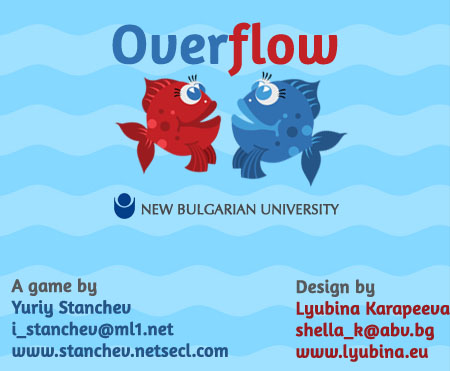 Overflow
NEW BULGARIAN UNIVERSITY
A game by
Yuriy Stanchev
i_stanchev@ml1.net
www.stanchev.netsecl.com
Design by
Lyubina Karapeeva
shella_k@abv.bg
www.lyubina.eu